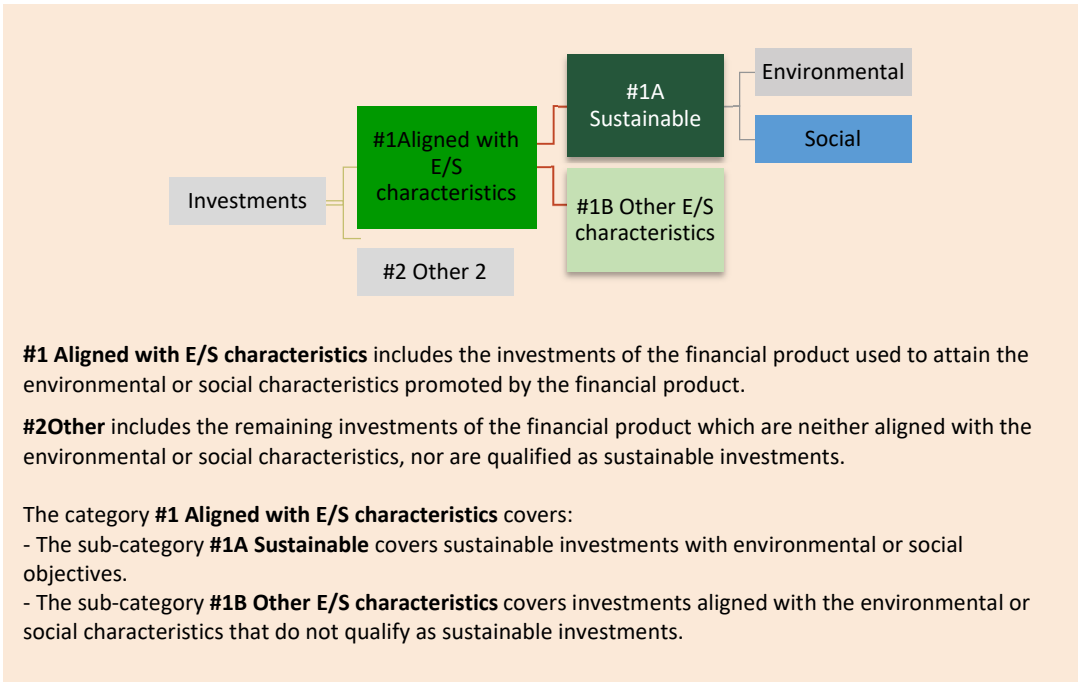 Environmental
#1A
Sustainable
Social
#1Aligned with
E/S
characteristics
Investments
#1B Other E/S
characteristics
#2 Other 2
#1 Aligned with E/S characteristics includes the investments of the financial product used to attain the
environmental or social characteristics promoted by the financial product.
#2Other includes the remaining investments of the financial product which are neither aligned with the
environmental or social characteristics, nor are qualified as sustainable investments.
The category #1 Aligned with E/S characteristics covers:
- The sub-category #1A Sustainable covers sustainable investments with environmental or social
objectives.
- The sub-category #1B Other E/S characteristics covers investments aligned with the environmental or
social characteristics that do not qualify as sustainable investments.